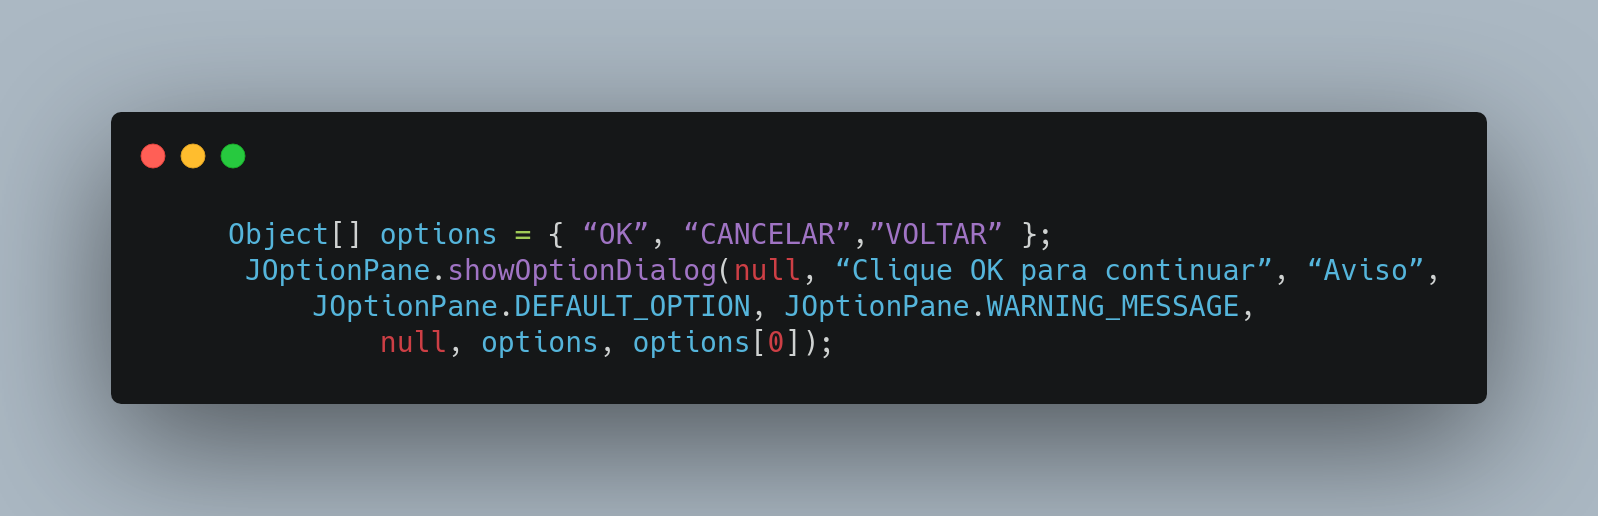 Object[] options = { “OK”, “CANCELAR”,”VOLTAR” };
JOptionPane.showOptionDialog(null, “Clique OK para continuar”, “Aviso”,
JOptionPane.DEFAULT_OPTION, JOptionPane.WARNING_MESSAGE,
null, options, options[0]);